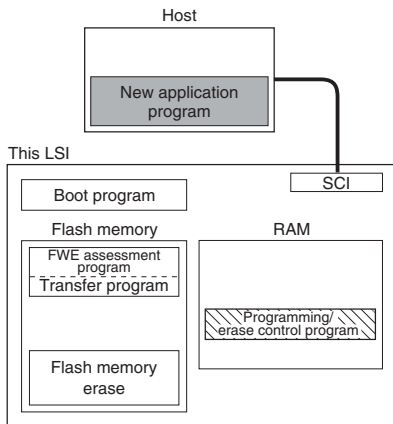 Host
New application
program
This LSI
SCI
Boot program
Flash memory
RAM
FWE assessment
program
Transfer program
Programming/
erase control program
Flash memory
erase